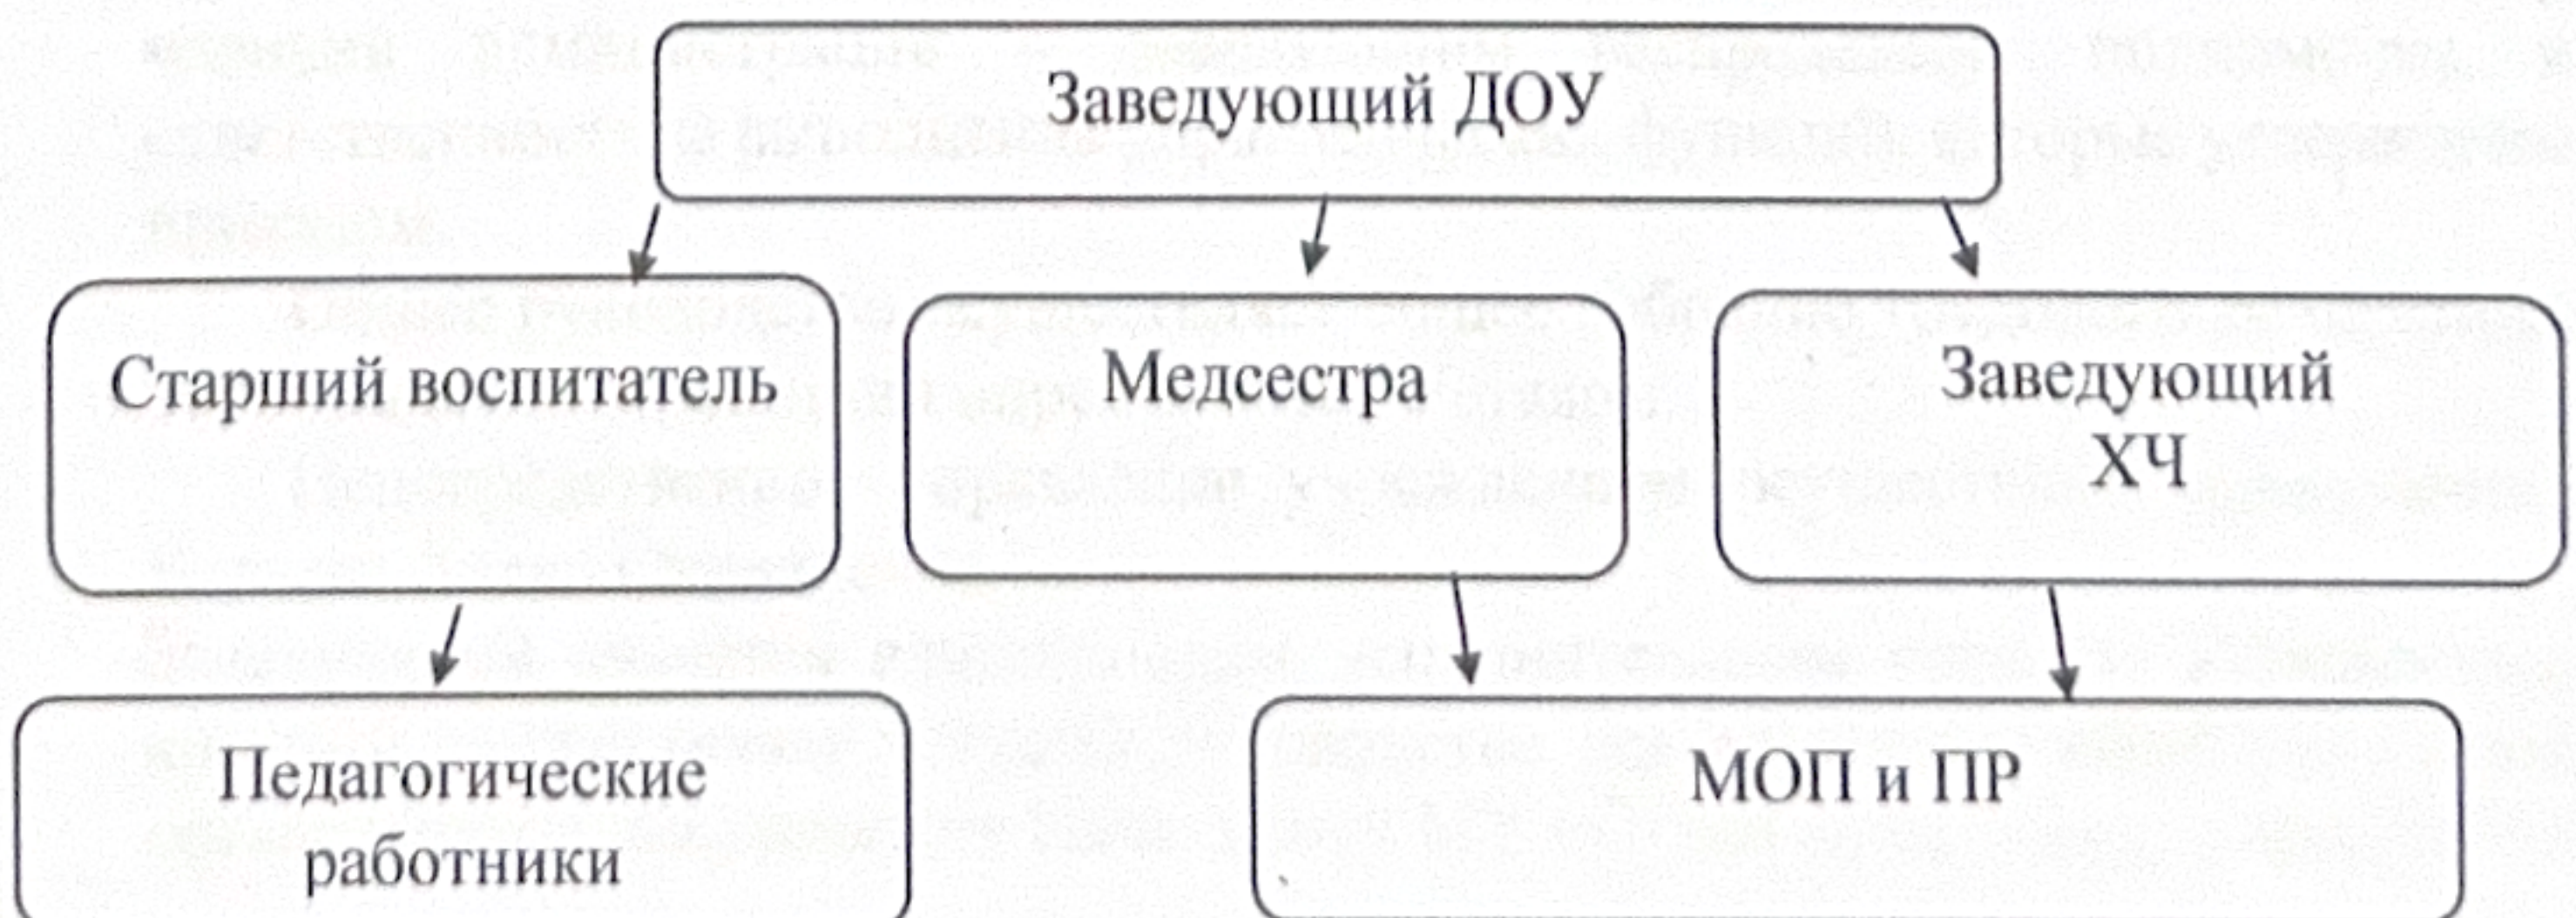 Заведующий ДОУ
Старший воспитатель
Медсестра
Заведующий
ХЧ
Педагогические
работники
МОП и ПР